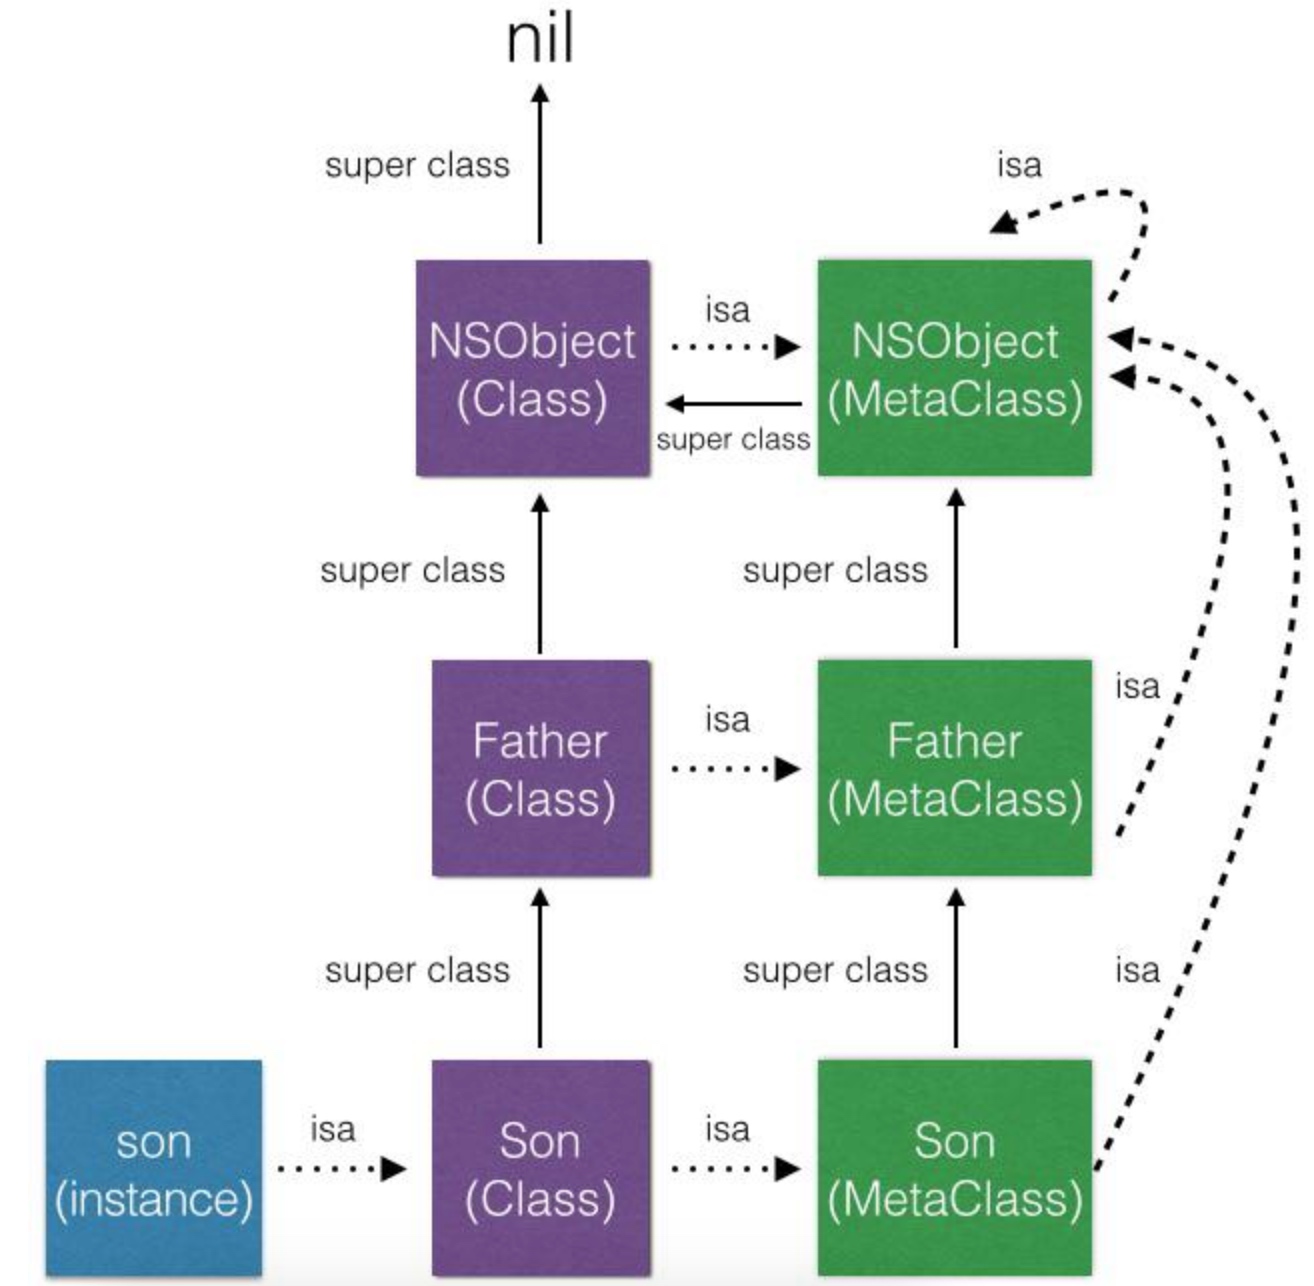 nil
super class
isa
NSObject
(Class)
isa
super class
NSObject
(MetaClass)
super class
super class
Father
(Class)
isa
Father
(MetaClass)
isa
super class
super class
isa
son
(instance)
isa
Son
(Class)
isa
Son
(MetaClass)